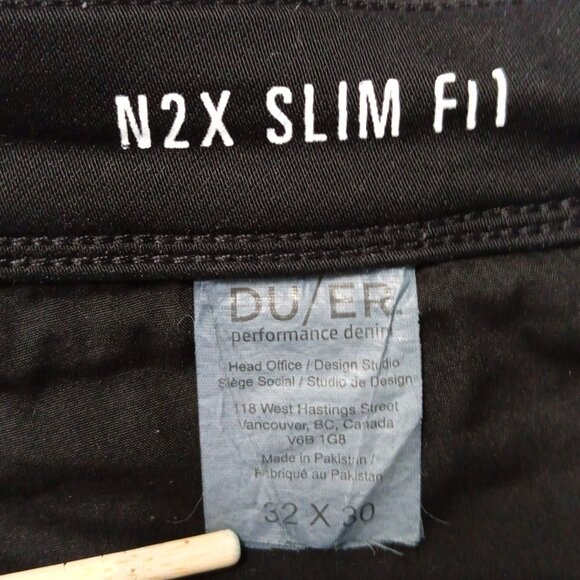 N2X SLIM FIT
DU/ER
performance denim
Head Office / Design Studio
Siège Social / Studio de Design
118 West Hastings Street
Vancouver, BC, Canada
V6B 1G8
Made in Pakistan /
Fabriqué au Pakistan
32 X 30